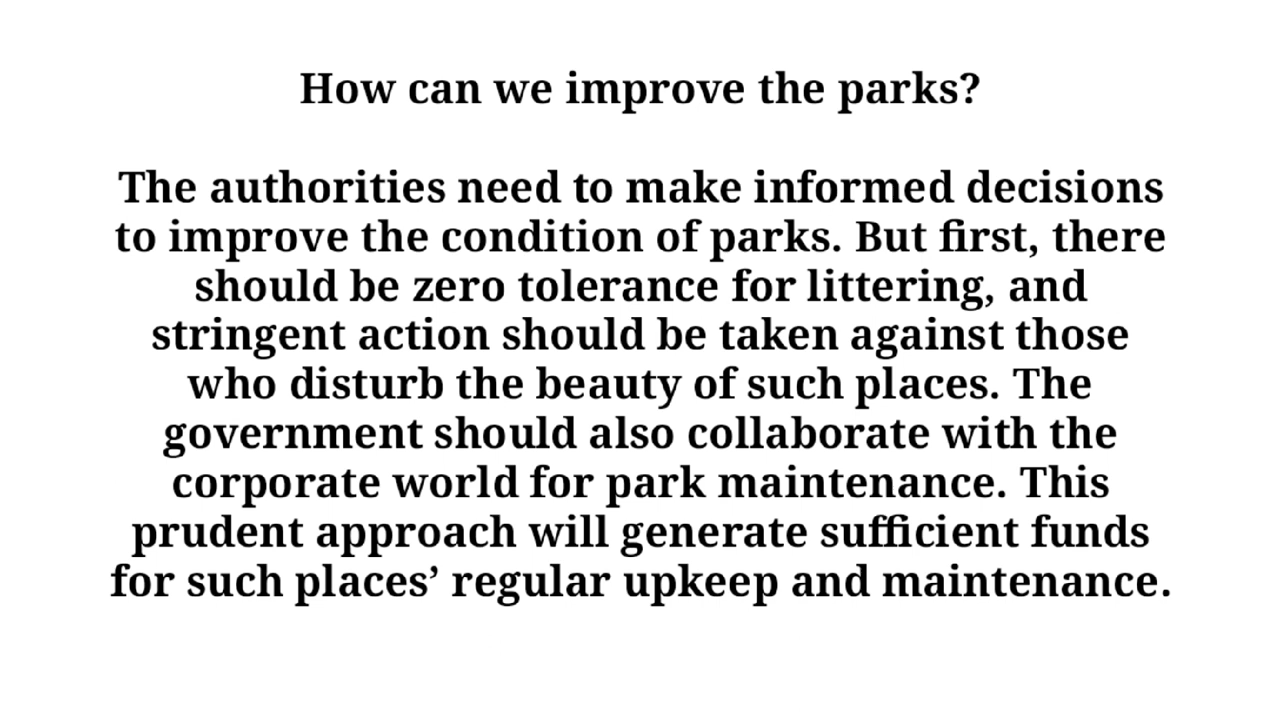 How can we improve the parks?
The authorities need to make informed decisions
to improve the condition of parks. But first, there
should be zero tolerance for littering, and
stringent action should be taken against those
who disturb the beauty of such places. The
government should also collaborate with the
corporate world for park maintenance. This
prudent approach will generate sufficient funds
for such places’ regular upkeep and maintenance.